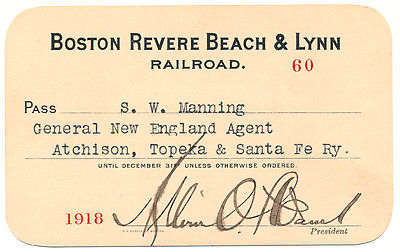 BOSTON REVERE BEACH & LYNN
RAILROAD.
60
PASS S. W. Manning
General New England Agent
Atchison, Topeka & Santa Fe Ry.
UNTIL DECEMBER 31ST UNLESS OTHERWISE ORDERED.
1918
President